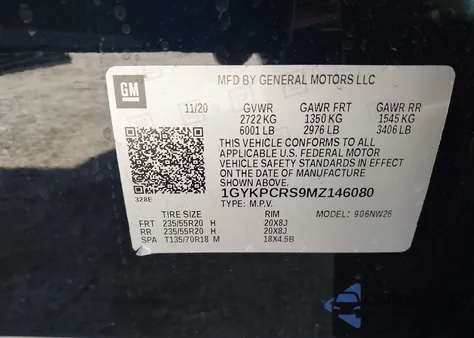 MFD BY GENERAL MOTORS LLC
GM
11/20 GVWR GAWR FRT GAWR RR
2722 KG 1350 KG 1545 KG
6001 LB 2976 LB 3406 LB
THIS VEHICLE CONFORMS TO ALL
APPLICABLE U.S. FEDERAL MOTOR
VEHICLE SAFETY STANDARDS IN EFFECT ON
THE DATE OF MANUFACTURE SHOWN ABOVE.
1GYKPCRS9MZ146080
328E
TYPE: M.P.V. MODEL: 906NW26
TIRE SIZE RIM
FRT 235/55R20 H 20X8J
RR 235/55R20 H 20X8J
SPA T135/70R18 M 18X4.5B